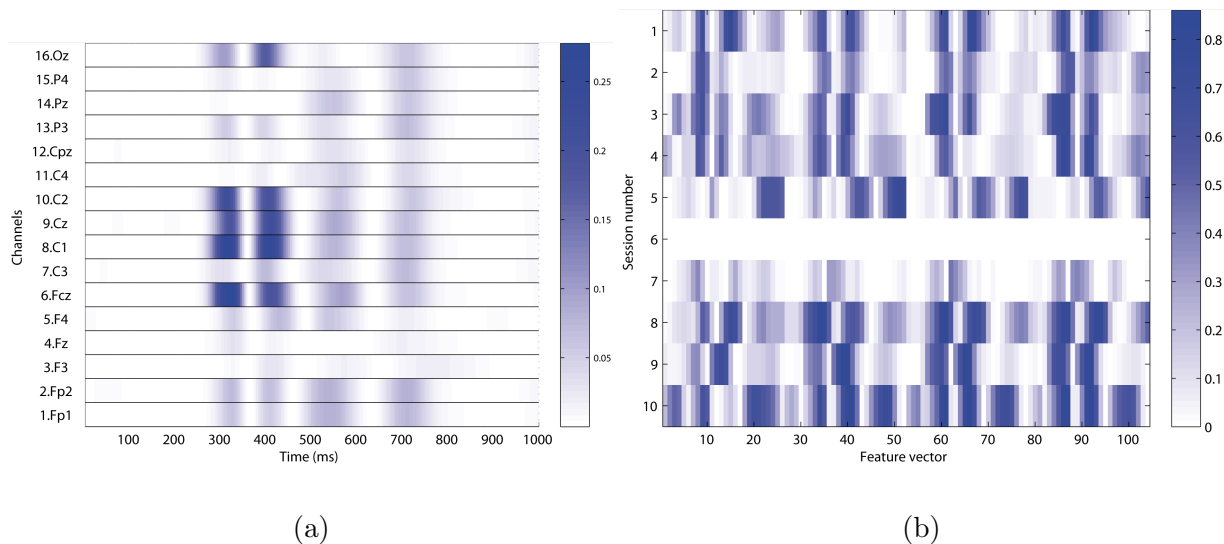 16.Oz
15.P4
14.Pz
13.P3
12.Cpz
11.C4
10.C2
9.Cz
8.C1
7.C3
6.Fcz
5.F4
4.Fz
3.F3
2.Fp2
1.Fp1
Channels
100 200 300 400 500 600 700 800 900 1000
Time (ms)
0.25
0.2
0.15
0.1
0.05
(a)
1
2
3
4
5
6
7
8
9
10
Session number
10 20 30 40 50 60 70 80 90 100
Feature vector
0.8
0.7
0.6
0.5
0.4
0.3
0.2
0.1
0
(b)